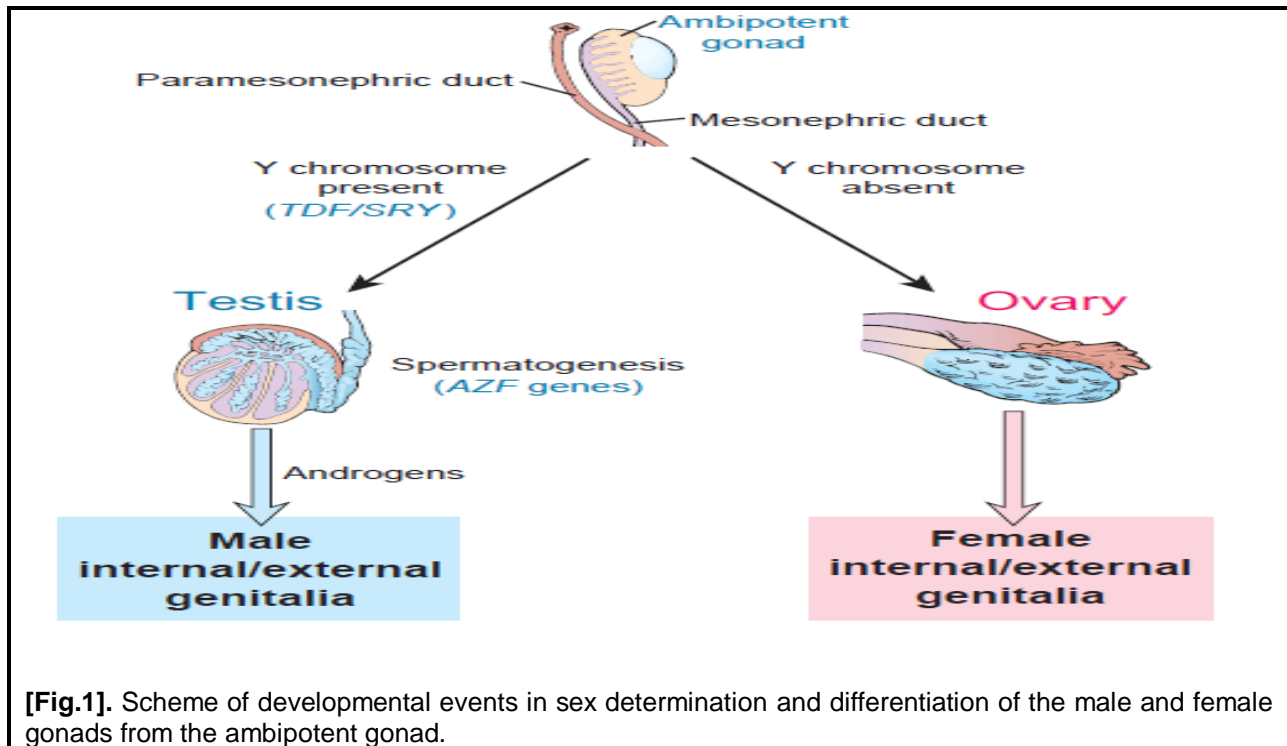 Ambipotent
gonad
Paramesonephric duct
Mesonephric duct
Y chromosome
present
(TDF/SRY)
Y chromosome
absent
Testis
Ovary
Spermatogenesis
(AZF genes)
Androgens
Male
internal/external
genitalia
Female
internal/external
genitalia
[Fig.1]. Scheme of developmental events in sex determination and differentiation of the male and female
gonads from the ambipotent gonad.